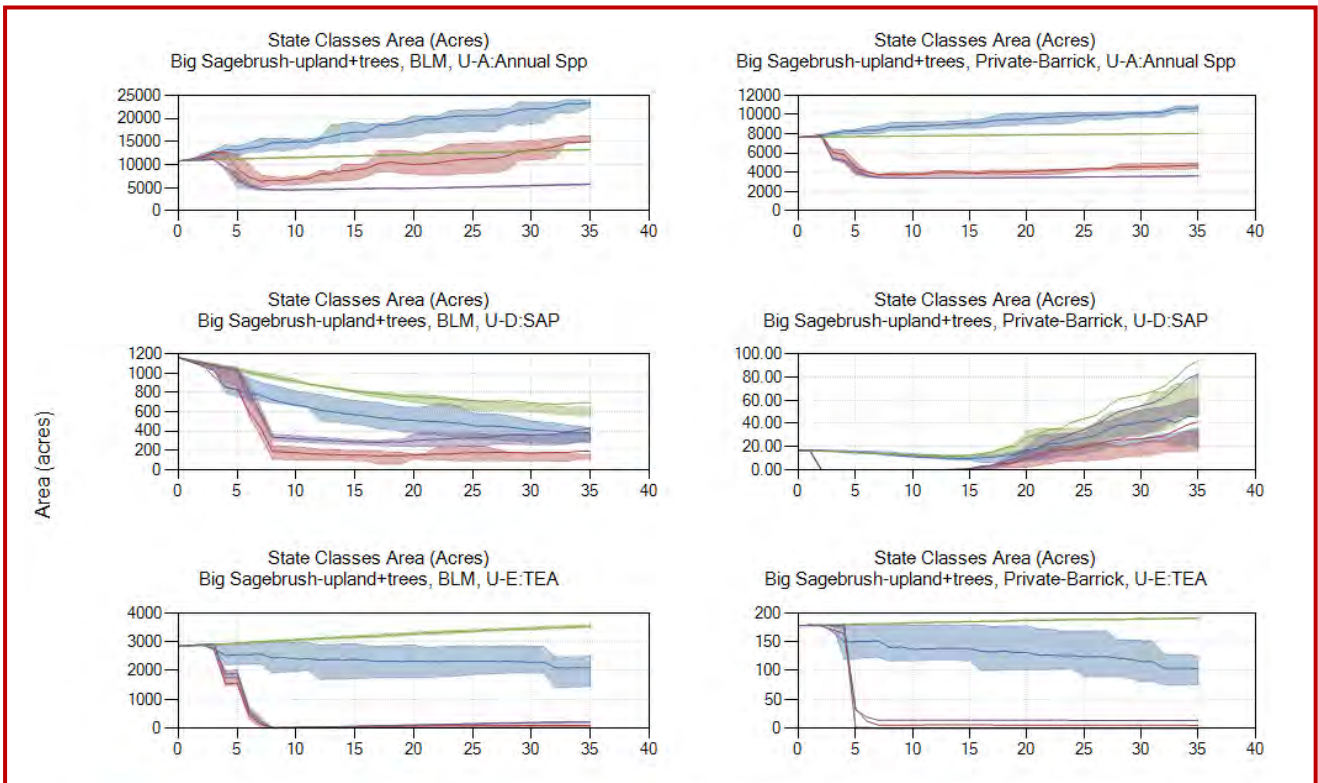 State Classes Area (Acres)
Big Sagebrush-upland+trees, BLM, U-A:Annual Spp
25000
20000
15000
10000
5000
0
0 5 10 15 20 25 30 35 40
State Classes Area (Acres)
Big Sagebrush-upland+trees, Private-Barrick, U-A:Annual Spp
12000
10000
8000
6000
4000
2000
0
0 5 10 15 20 25 30 35 40
State Classes Area (Acres)
Big Sagebrush-upland+trees, BLM, U-D:SAP
1200
1000
800
600
400
200
0
0 5 10 15 20 25 30 35 40
State Classes Area (Acres)
Big Sagebrush-upland+trees, Private-Barrick, U-D:SAP
100.00
80.00
60.00
40.00
20.00
0.00
0 5 10 15 20 25 30 35 40
Area (acres)
State Classes Area (Acres)
Big Sagebrush-upland+trees, BLM, U-E:TEA
4000
3000
2000
1000
0
0 5 10 15 20 25 30 35 40
State Classes Area (Acres)
Big Sagebrush-upland+trees, Private-Barrick, U-E:TEA
200
150
100
50
0
0 5 10 15 20 25 30 35 40